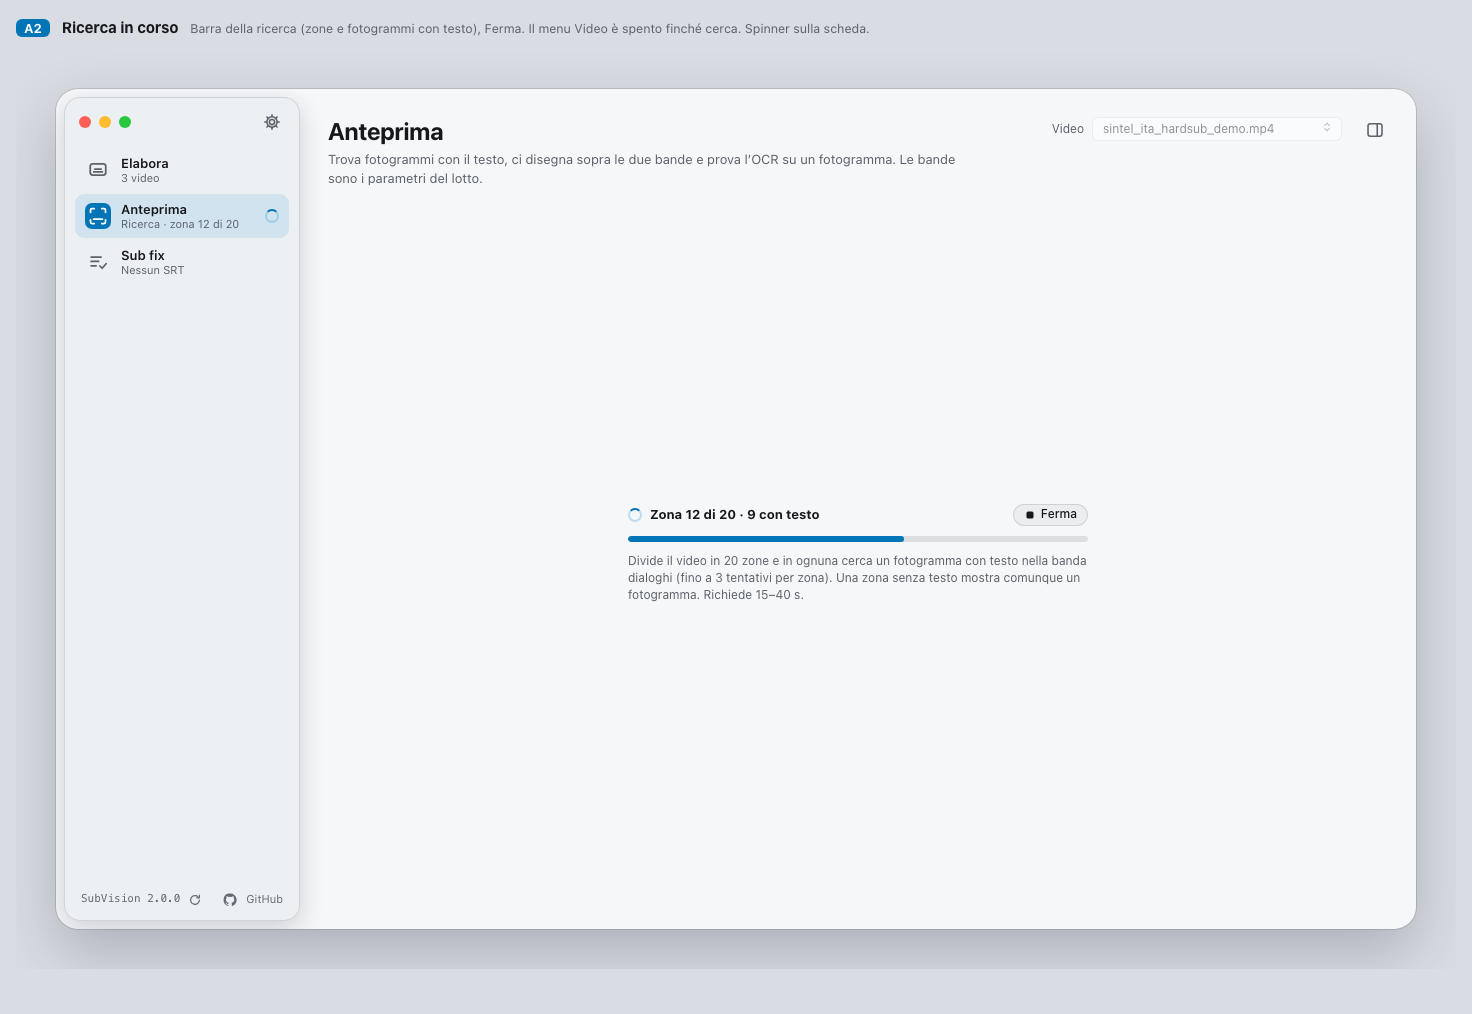 A2 Ricerca in corso Barra della ricerca (zone e fotogrammi con testo), Ferma. Il menu Video è spento finché cerca. Spinner sulla scheda.
Elabora
3 video
Anteprima
Ricerca · zona 12 di 20
Sub fix
Nessun SRT
SubVision 2.0.0 GitHub
Anteprima
Video sintel_ita_hardsub_demo.mp4
Trova fotogrammi con il testo, ci disegna sopra le due bande e prova l'OCR su un fotogramma. Le bande
sono i parametri del lotto.
Zona 12 di 20 · 9 con testo Ferma
Divide il video in 20 zone e in ognuna cerca un fotogramma con testo nella banda
dialoghi (fino a 3 tentativi per zona). Una zona senza testo mostra comunque un
fotogramma. Richiede 15–40 s.